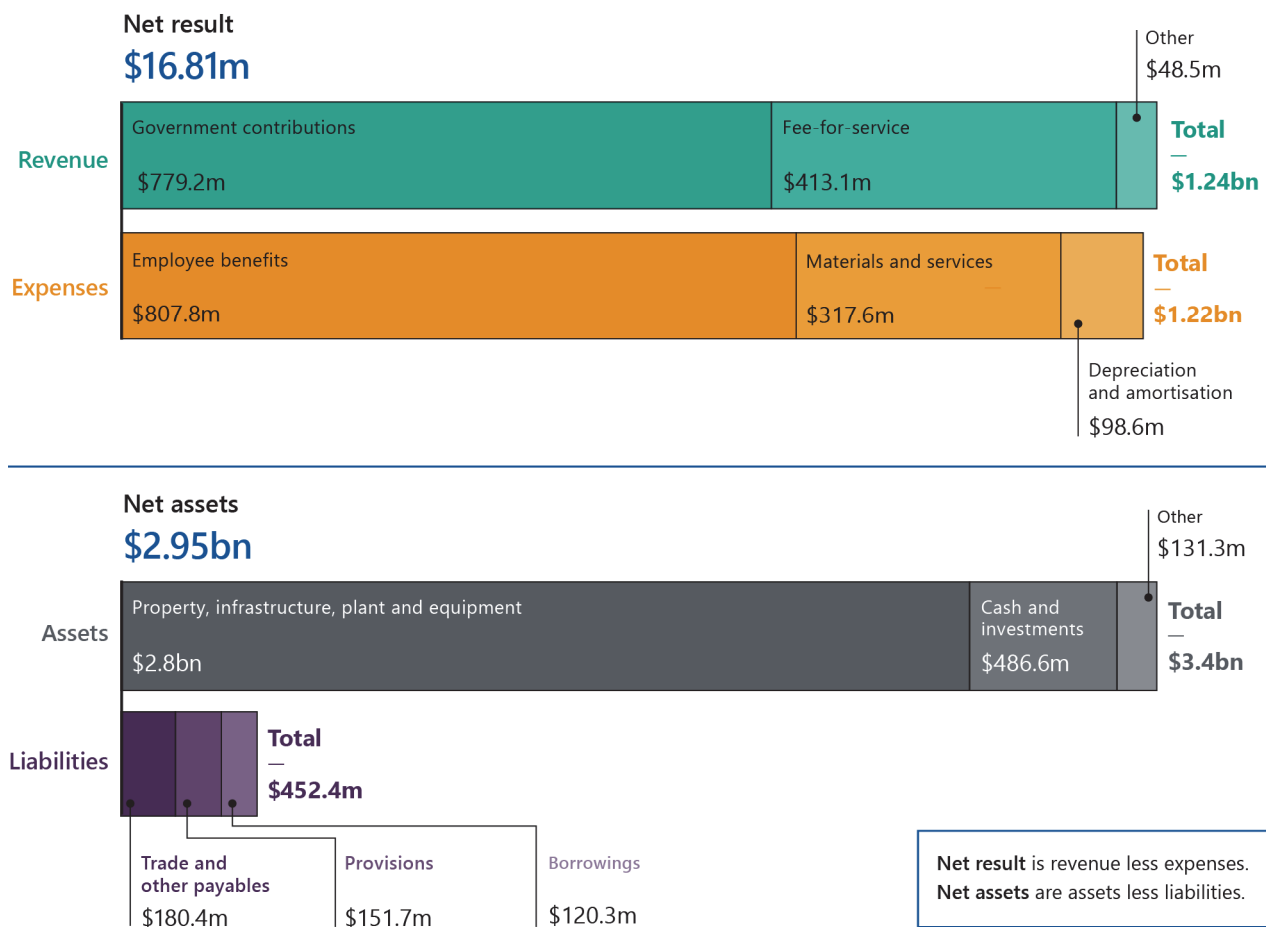 Net result
$16.81m
Other
$48.5m
Revenue
Government contributions
$779.2m
Fee-for-service
$413.1m
Total
$1.24bn
Expenses
Employee benefits
$807.8m
Materials and services
$317.6m
Total
$1.22bn
Depreciation
and amortisation
$98.6m
Net assets
$2.95bn
Other
$131.3m
Assets
Property, infrastructure, plant and equipment
$2.8bn
Cash and
investments
$486.6m
Total
$3.4bn
Liabilities
Total
$452.4m
Trade and
other payables
$180.4m
Provisions
$151.7m
Borrowings
$120.3m
Net result is revenue less expenses.
Net assets are assets less liabilities.